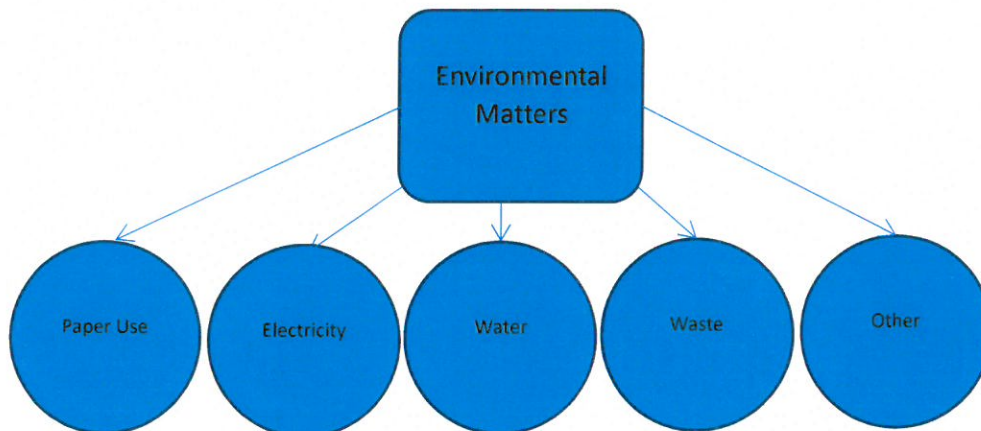 Environmental
Matters
Paper Use
Electricity
Water
Waste
Other